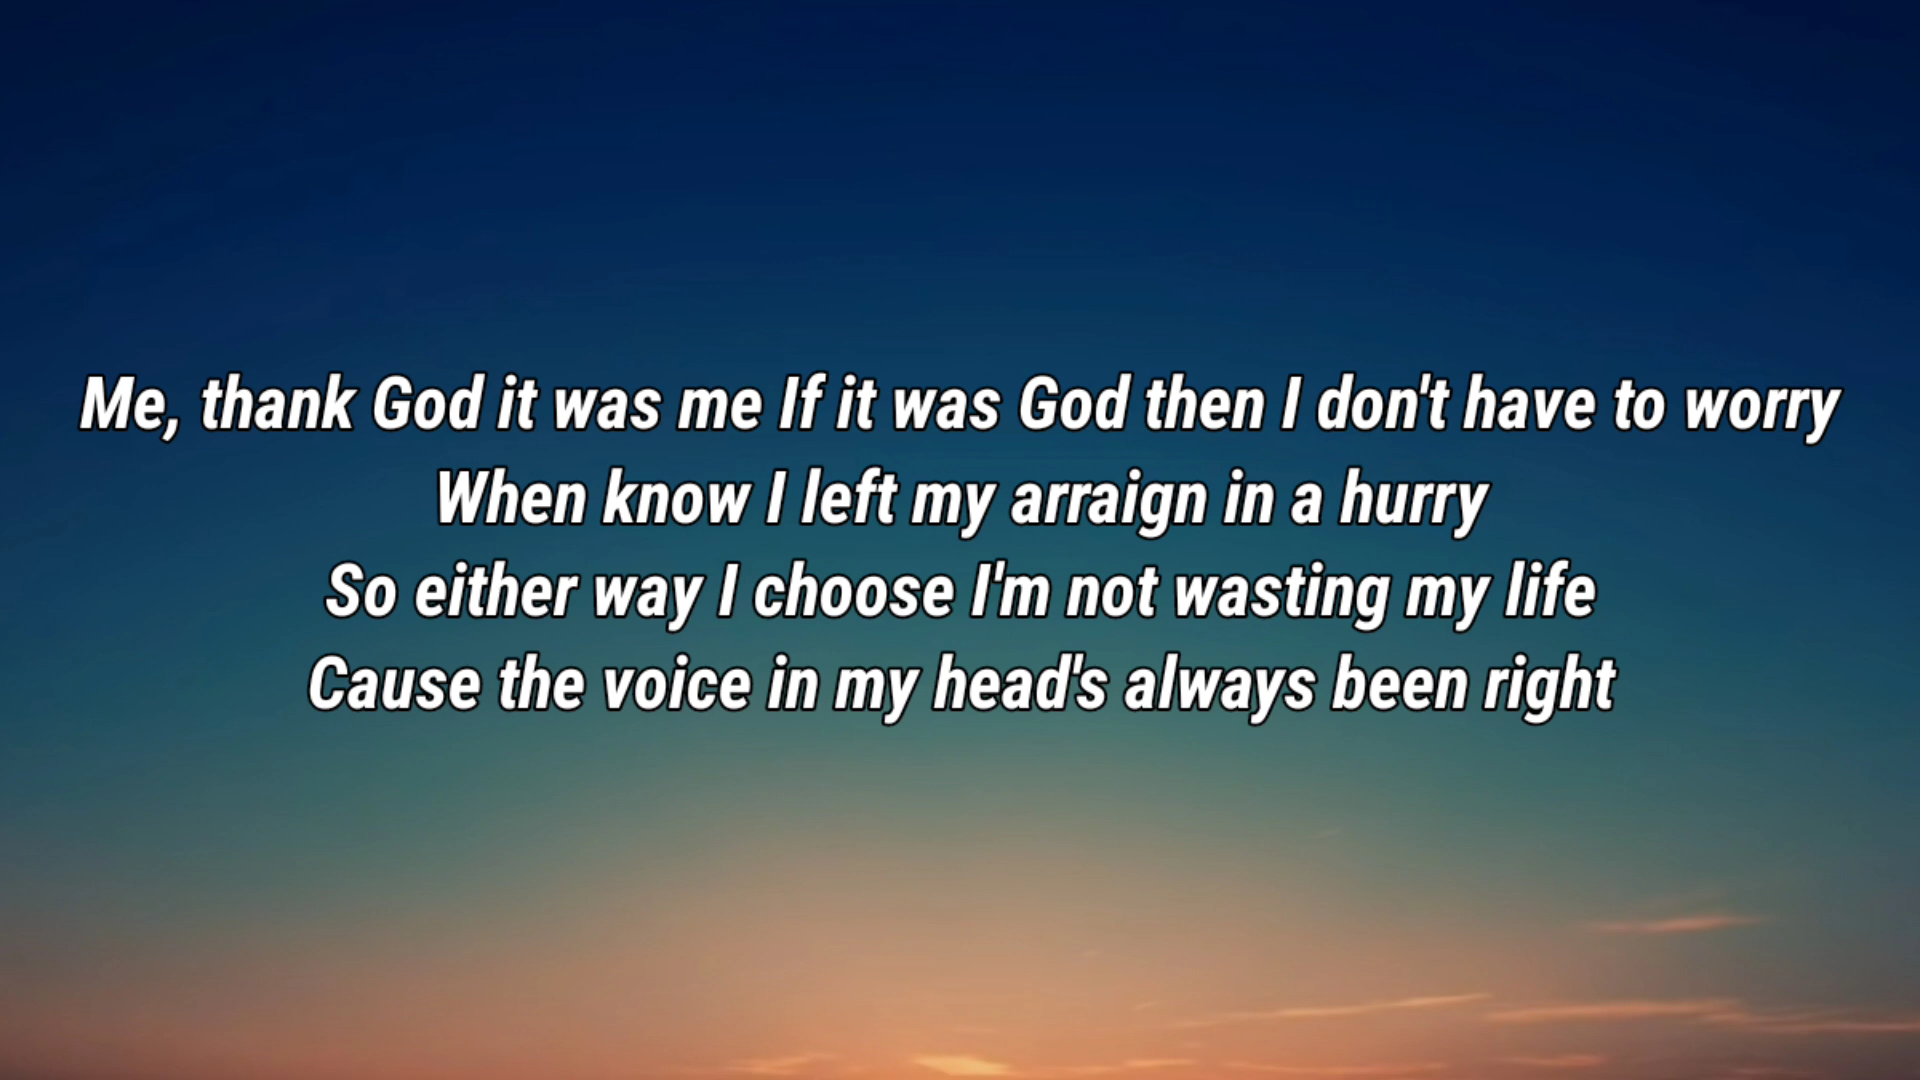 Me, thank God it was me If it was God then I don't have to worry
When know I left my arraign in a hurry
So either way I choose I'm not wasting my life
Cause the voice in my head's always been right